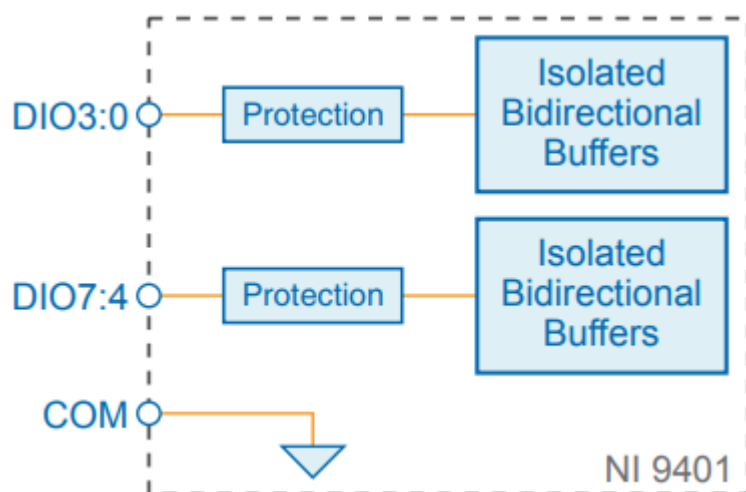 DIO3:0
Protection
Isolated
Bidirectional
Buffers
DIO7:4
Protection
Isolated
Bidirectional
Buffers
COM
NI 9401